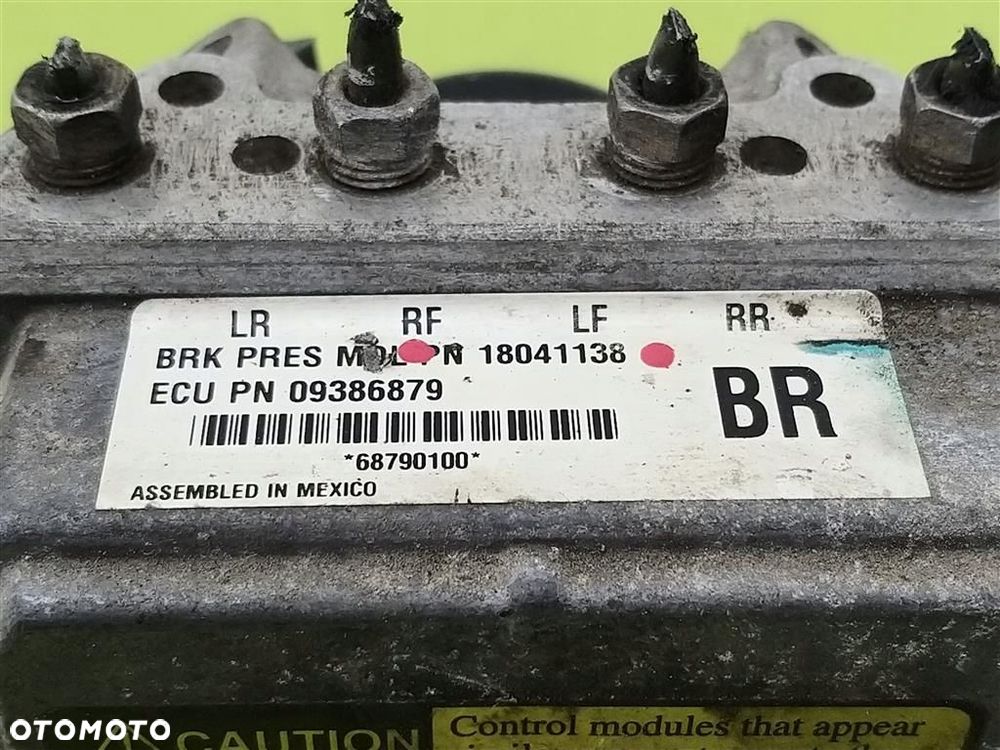 LR RF LF RR
BRK PRES MDL PN 18041138
ECU PN 09386879
BR
*68790100*
ASSEMBLED IN MEXICO
OTOMOTO
CAUTION
Control modules that appear